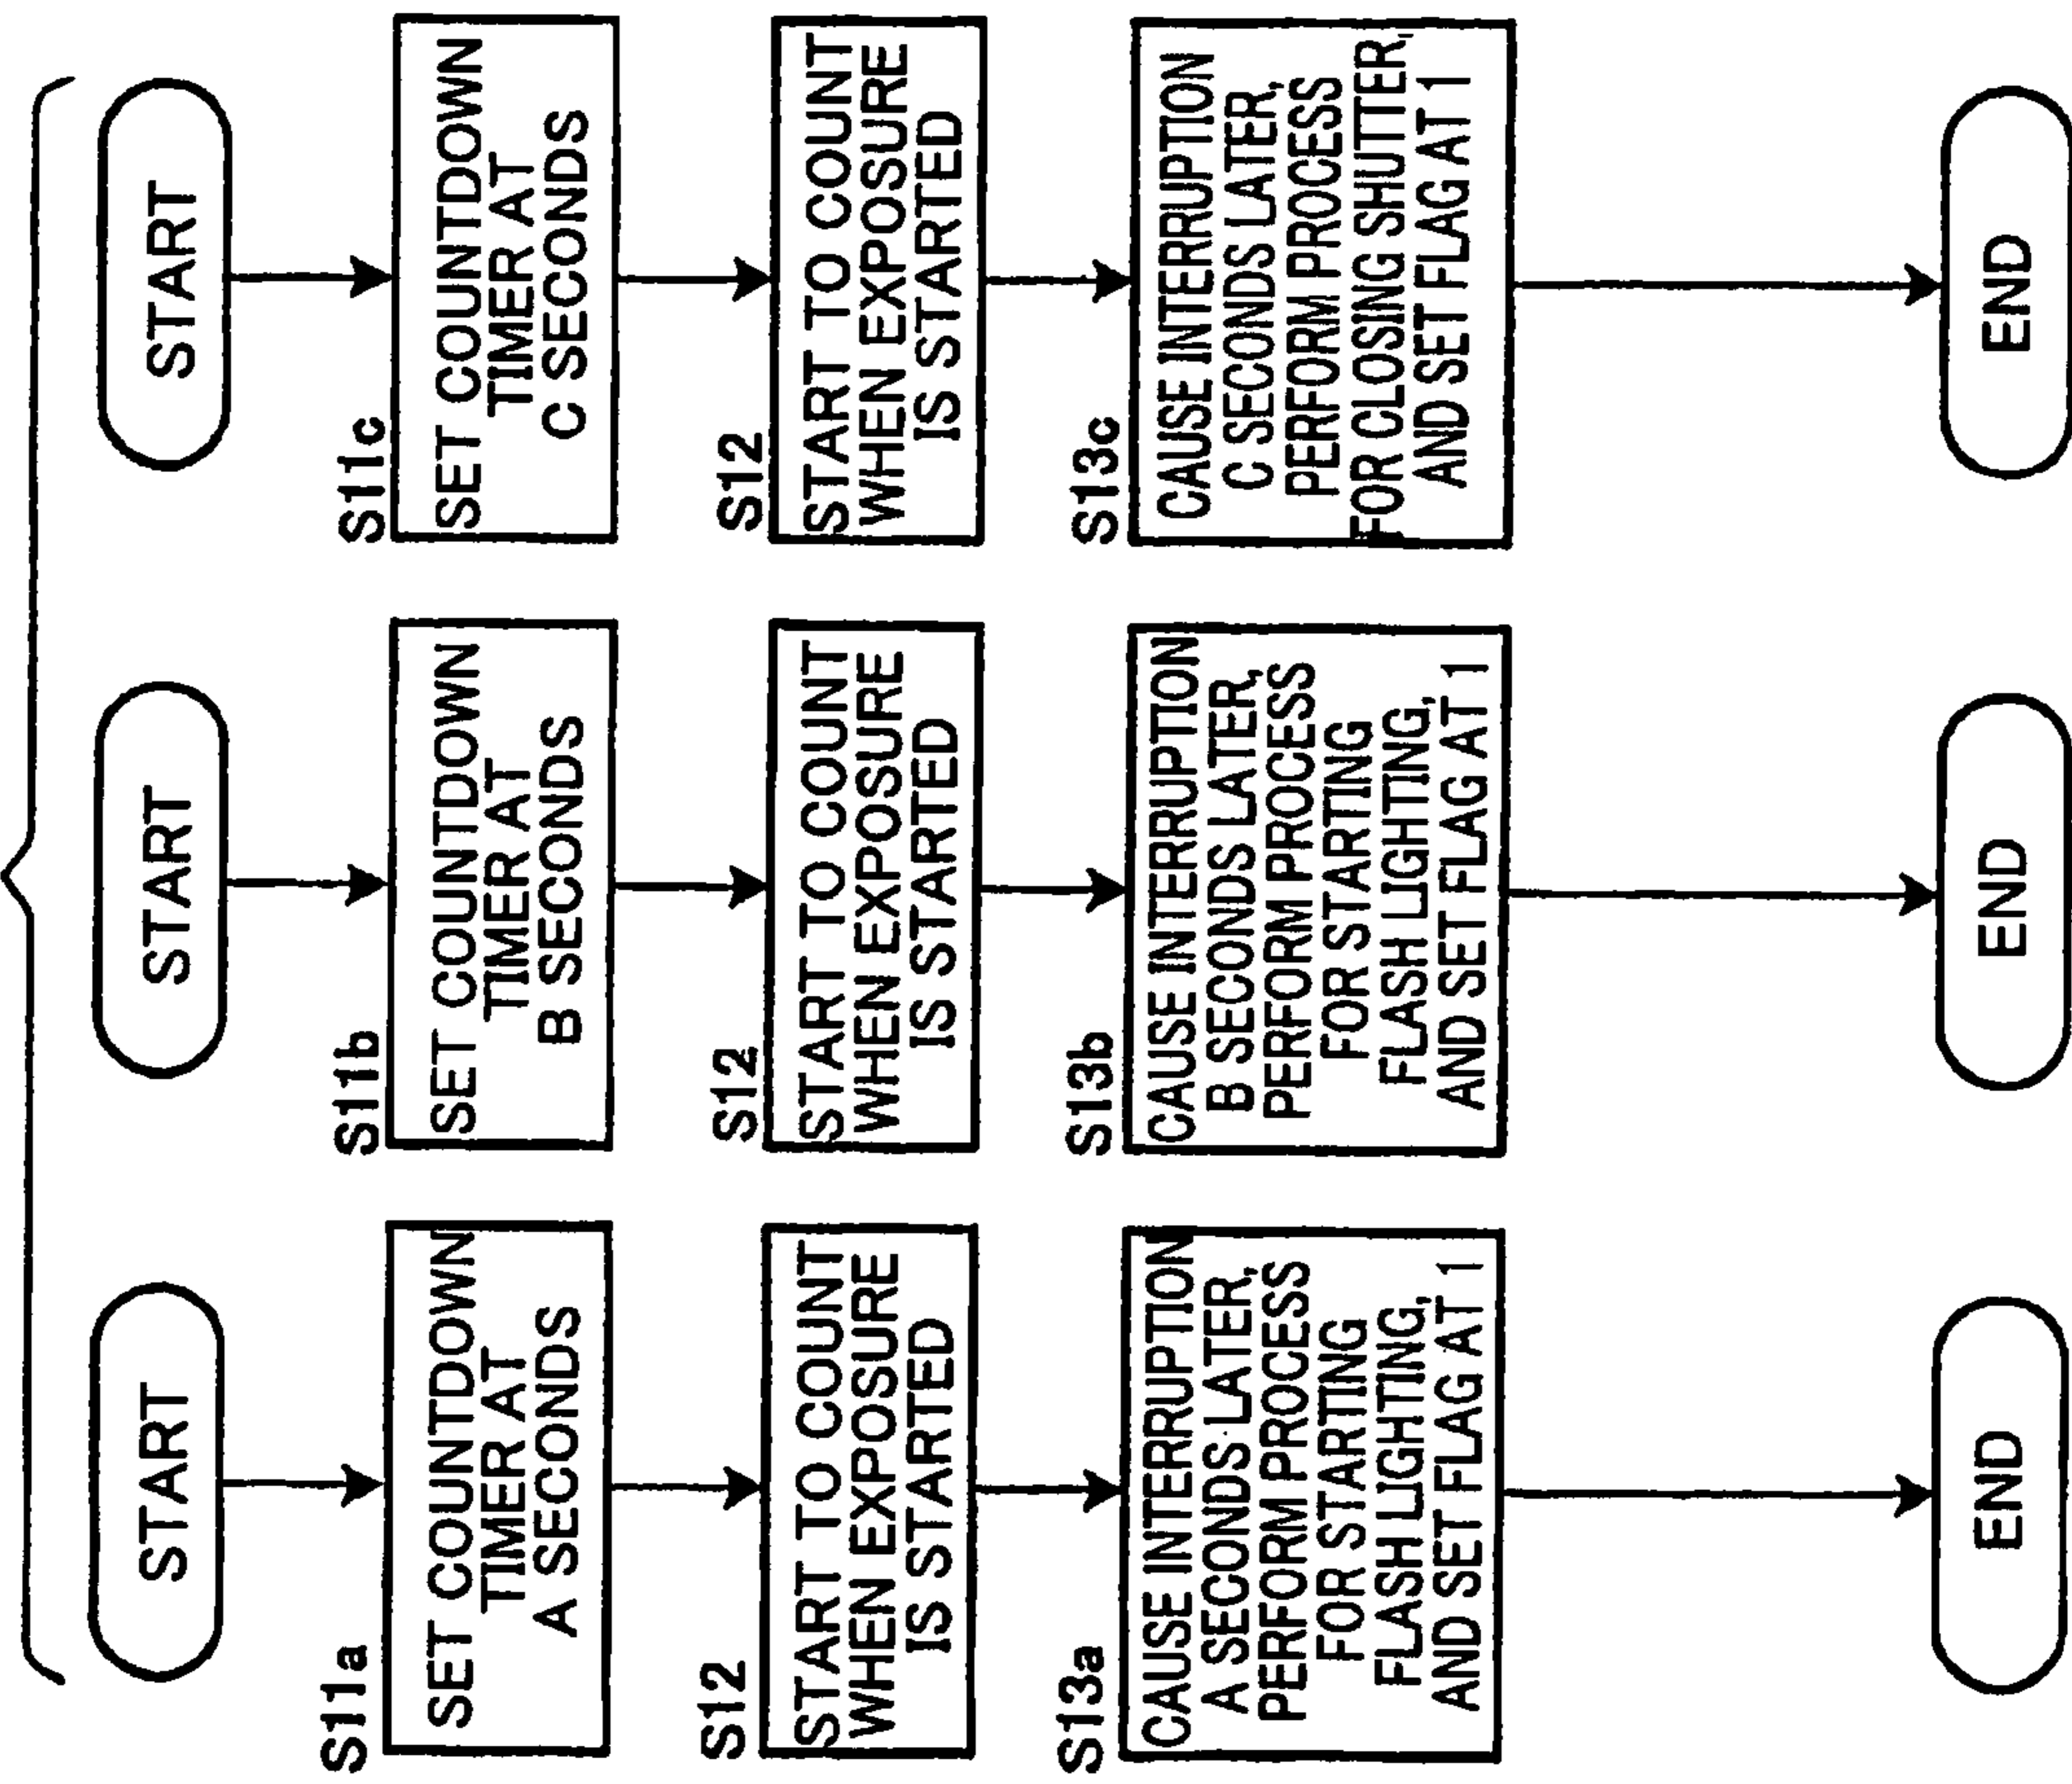 START
S11a
SET COUNTDOWN
TIMER AT
A SECONDS
S12
START TO COUNT
WHEN EXPOSURE
IS STARTED
S13a
CAUSE INTERRUPTION
A SECONDS LATER,
PERFORM PROCESS
FOR STARTING
FLASH LIGHTING,
AND SET FLAG AT 1
END
START
S11b
SET COUNTDOWN
TIMER AT
B SECONDS
S12
START TO COUNT
WHEN EXPOSURE
IS STARTED
S13b
CAUSE INTERRUPTION
B SECONDS LATER,
PERFORM PROCESS
FOR STARTING
FLASH LIGHTING,
AND SET FLAG AT 1
END
START
S11c
SET COUNTDOWN
TIMER AT
C SECONDS
S12
START TO COUNT
WHEN EXPOSURE
IS STARTED
S13c
CAUSE INTERRUPTION
C SECONDS LATER,
PERFORM PROCESS
FOR CLOSING SHUTTER,
AND SET FLAG AT 1
END